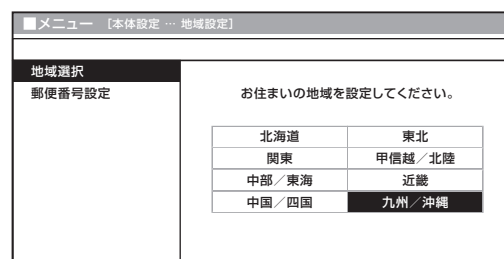 ■メニュー ［本体設定 … 地域設定］
地域選択
郵便番号設定
お住まいの地域を設定してください。
北海道 東北
関東 甲信越／北陸
中部／東海 近畿
中国／四国 九州／沖縄